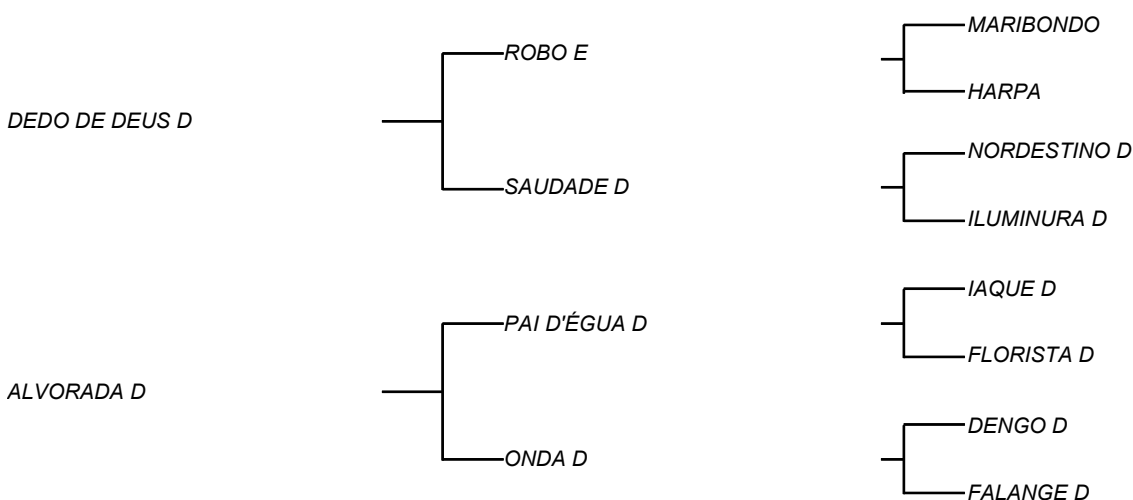 MARIBONDO
ROBO E
HARPA
DEDO DE DEUS D
NORDESTINO D
SAUDADE D
ILUMINURA D
IAQUE D
PAI D'ÉGUA D
FLORISTA D
ALVORADA D
DENGO D
ONDA D
FALANGE D